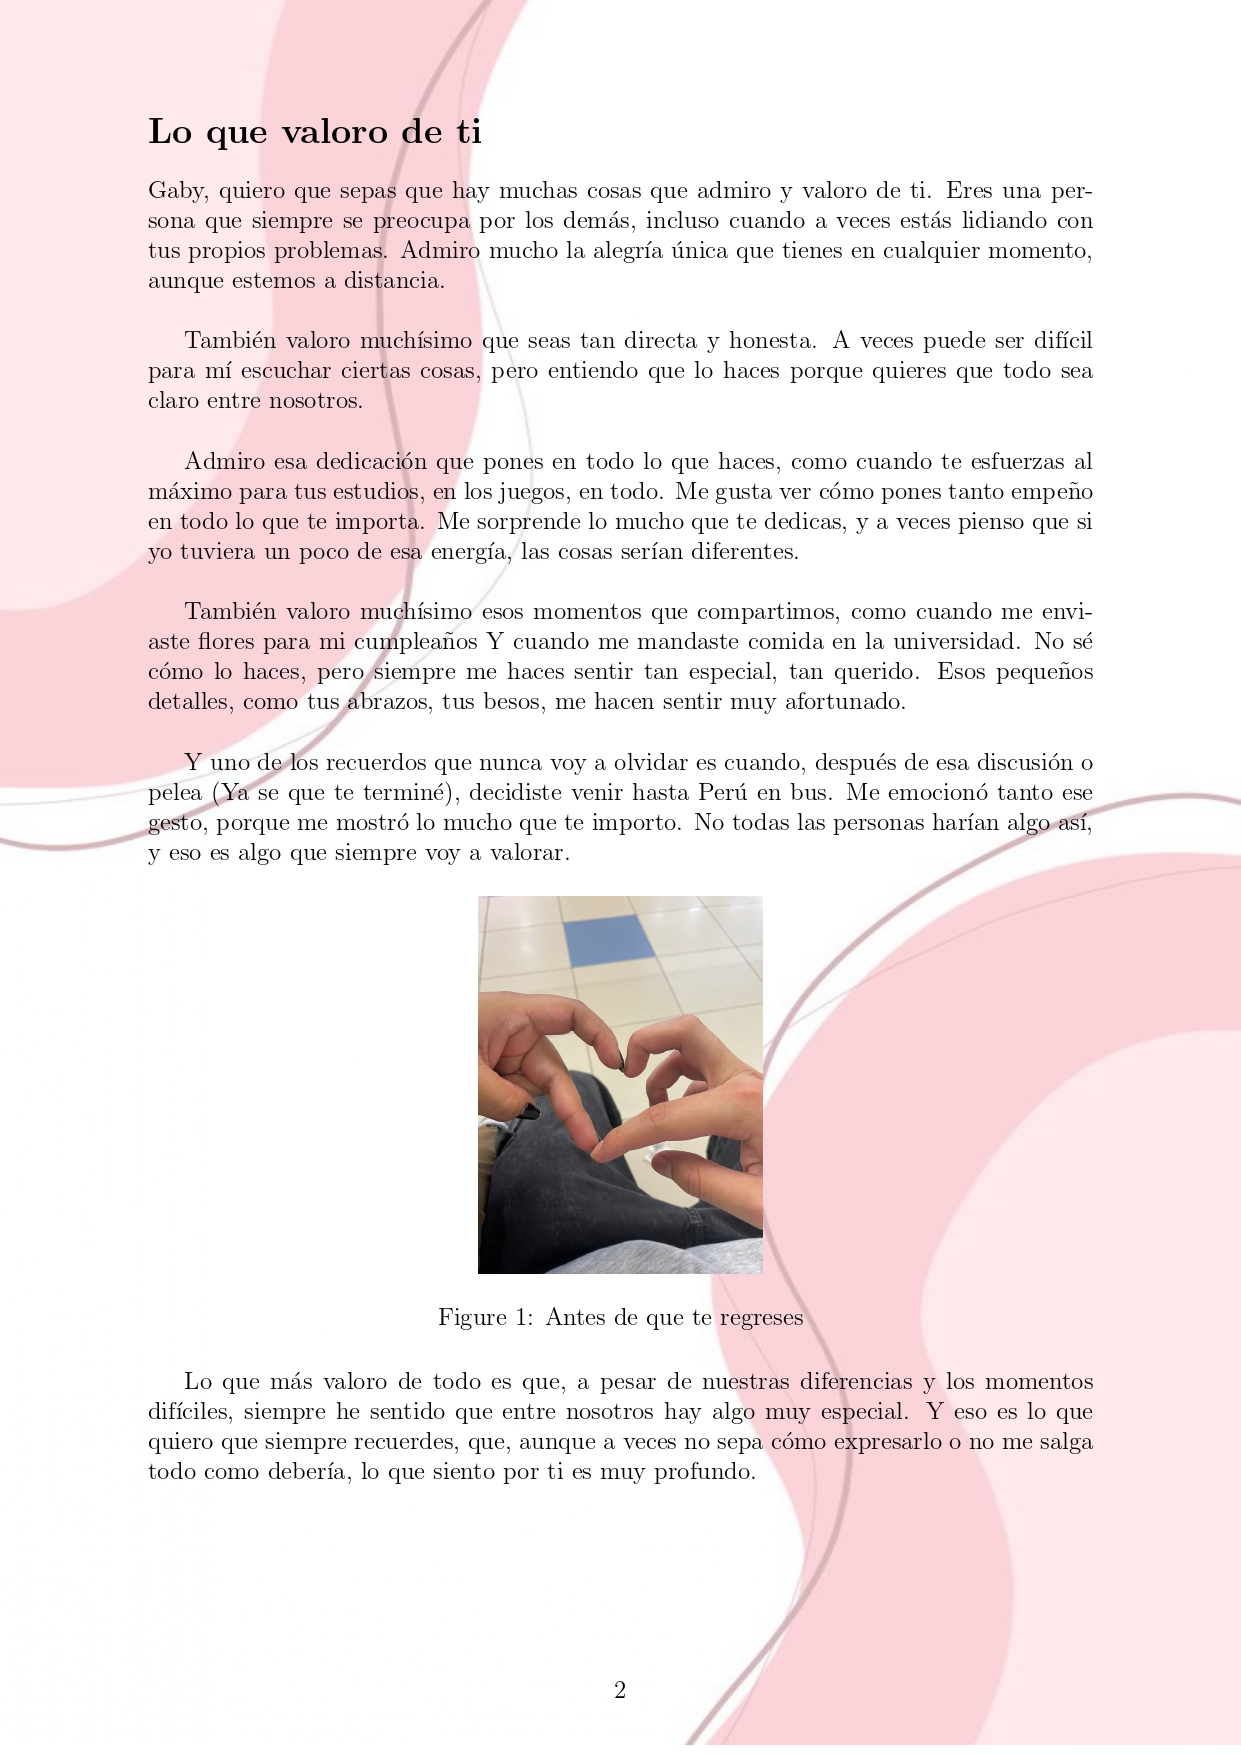 Lo que valoro de ti
Gaby, quiero que sepas que hay muchas cosas que admiro y valoro de ti. Eres una per-
sona que siempre se preocupa por los demás, incluso cuando a veces estás lidiando con
tus propios problemas. Admiro mucho la alegría única que tienes en cualquier momento,
aunque estemos a distancia.
También valoro muchísimo que seas tan directa y honesta. A veces puede ser difícil
para mí escuchar ciertas cosas, pero entiendo que lo haces porque quieres que todo sea
claro entre nosotros.
Admiro esa dedicación que pones en todo lo que haces, como cuando te esfuerzas al
máximo para tus estudios, en los juegos, en todo. Me gusta ver cómo pones tanto empeño
en todo lo que te importa. Me sorprende lo mucho que te dedicas, y a veces pienso que si
yo tuviera un poco de esa energía, las cosas serían diferentes.
También valoro muchísimo esos momentos que compartimos, como cuando me envi-
aste flores para mi cumpleaños Y cuando me mandaste comida en la universidad. No sé
cómo lo haces, pero siempre me haces sentir tan especial, tan querido. Esos pequeños
detalles, como tus abrazos, tus besos, me hacen sentir muy afortunado.
Y uno de los recuerdos que nunca voy a olvidar es cuando, después de esa discusión o
pelea (Ya se que te terminé), decidiste venir hasta Perú en bus. Me emocionó tanto ese
gesto, porque me mostró lo mucho que te importo. No todas las personas harían algo así,
y eso es algo que siempre voy a valorar.
Figure 1: Antes de que te regreses
Lo que más valoro de todo es que, a pesar de nuestras diferencias y los momentos
difíciles, siempre he sentido que entre nosotros hay algo muy especial. Y eso es lo que
quiero que siempre recuerdes, que, aunque a veces no sepa cómo expresarlo o no me salga
todo como debería, lo que siento por ti es muy profundo.
2